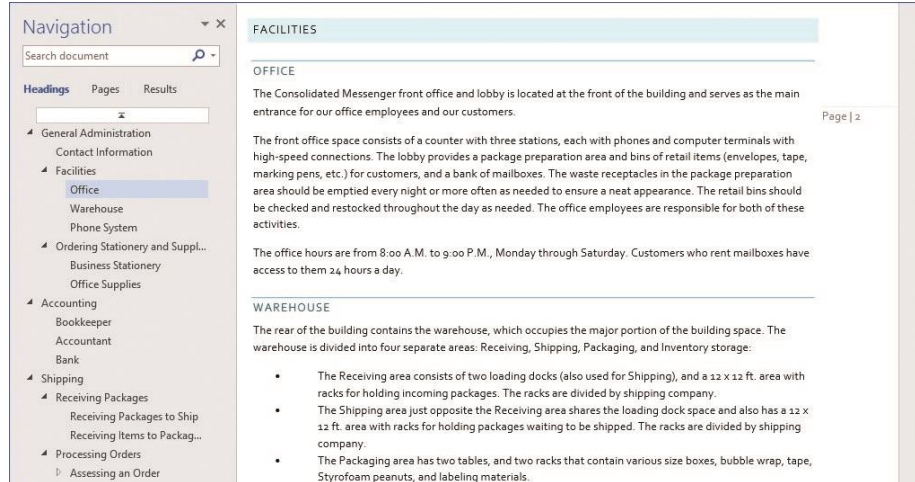 Navigation
Search document
Headings Pages Results
General Administration
Contact Information
Facilities
Office
Warehouse
Phone System
Ordering Stationery and Suppl...
Business Stationery
Office Supplies
Accounting
Bookkeeper
Accountant
Bank
Shipping
Receiving Packages
Receiving Packages to Ship
Receiving Items to Packag...
Processing Orders
Assessing an Order
FACILITIES
OFFICE
The Consolidated Messenger front office and lobby is located at the front of the building and serves as the main
entrance for our office employees and our customers.
Page | 2
The front office space consists of a counter with three stations, each with phones and computer terminals with
high-speed connections. The lobby provides a package preparation area and bins of retail items (envelopes, tape,
marking pens, etc.) for customers, and a bank of mailboxes. The waste receptacles in the package preparation
area should be emptied every night or more often as needed to ensure a neat appearance. The retail bins should
be checked and restocked throughout the day as needed. The office employees are responsible for both of these
activities.
The office hours are from 8:00 A.M. to 9:00 P.M., Monday through Saturday. Customers who rent mailboxes have
access to them 24 hours a day.
WAREHOUSE
The rear of the building contains the warehouse, which occupies the major portion of the building space. The
warehouse is divided into four separate areas: Receiving, Shipping, Packaging, and Inventory storage:
• The Receiving area consists of two loading docks (also used for Shipping), and a 12 x 12 ft. area with
racks for holding incoming packages. The racks are divided by shipping company.
• The Shipping area just opposite the Receiving area shares the loading dock space and also has a 12 x
12 ft. area with racks for holding packages waiting to be shipped. The racks are divided by shipping
company.
• The Packaging area has two tables, and two racks that contain various size boxes, bubble wrap, tape,
Styrofoam peanuts, and labeling materials.